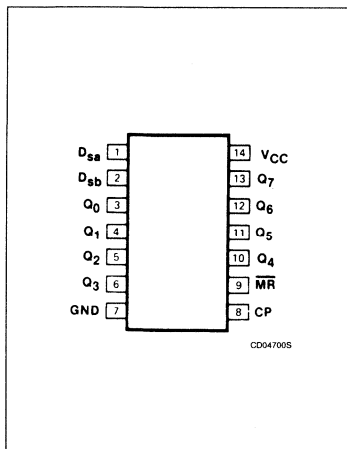 Dsa 1 14 VCC
Dsb 2 13 Q7
Q0 3 12 Q6
Q1 4 11 Q5
Q2 5 10 Q4
Q3 6 9 MR
GND 7 8 CP
CD04700S